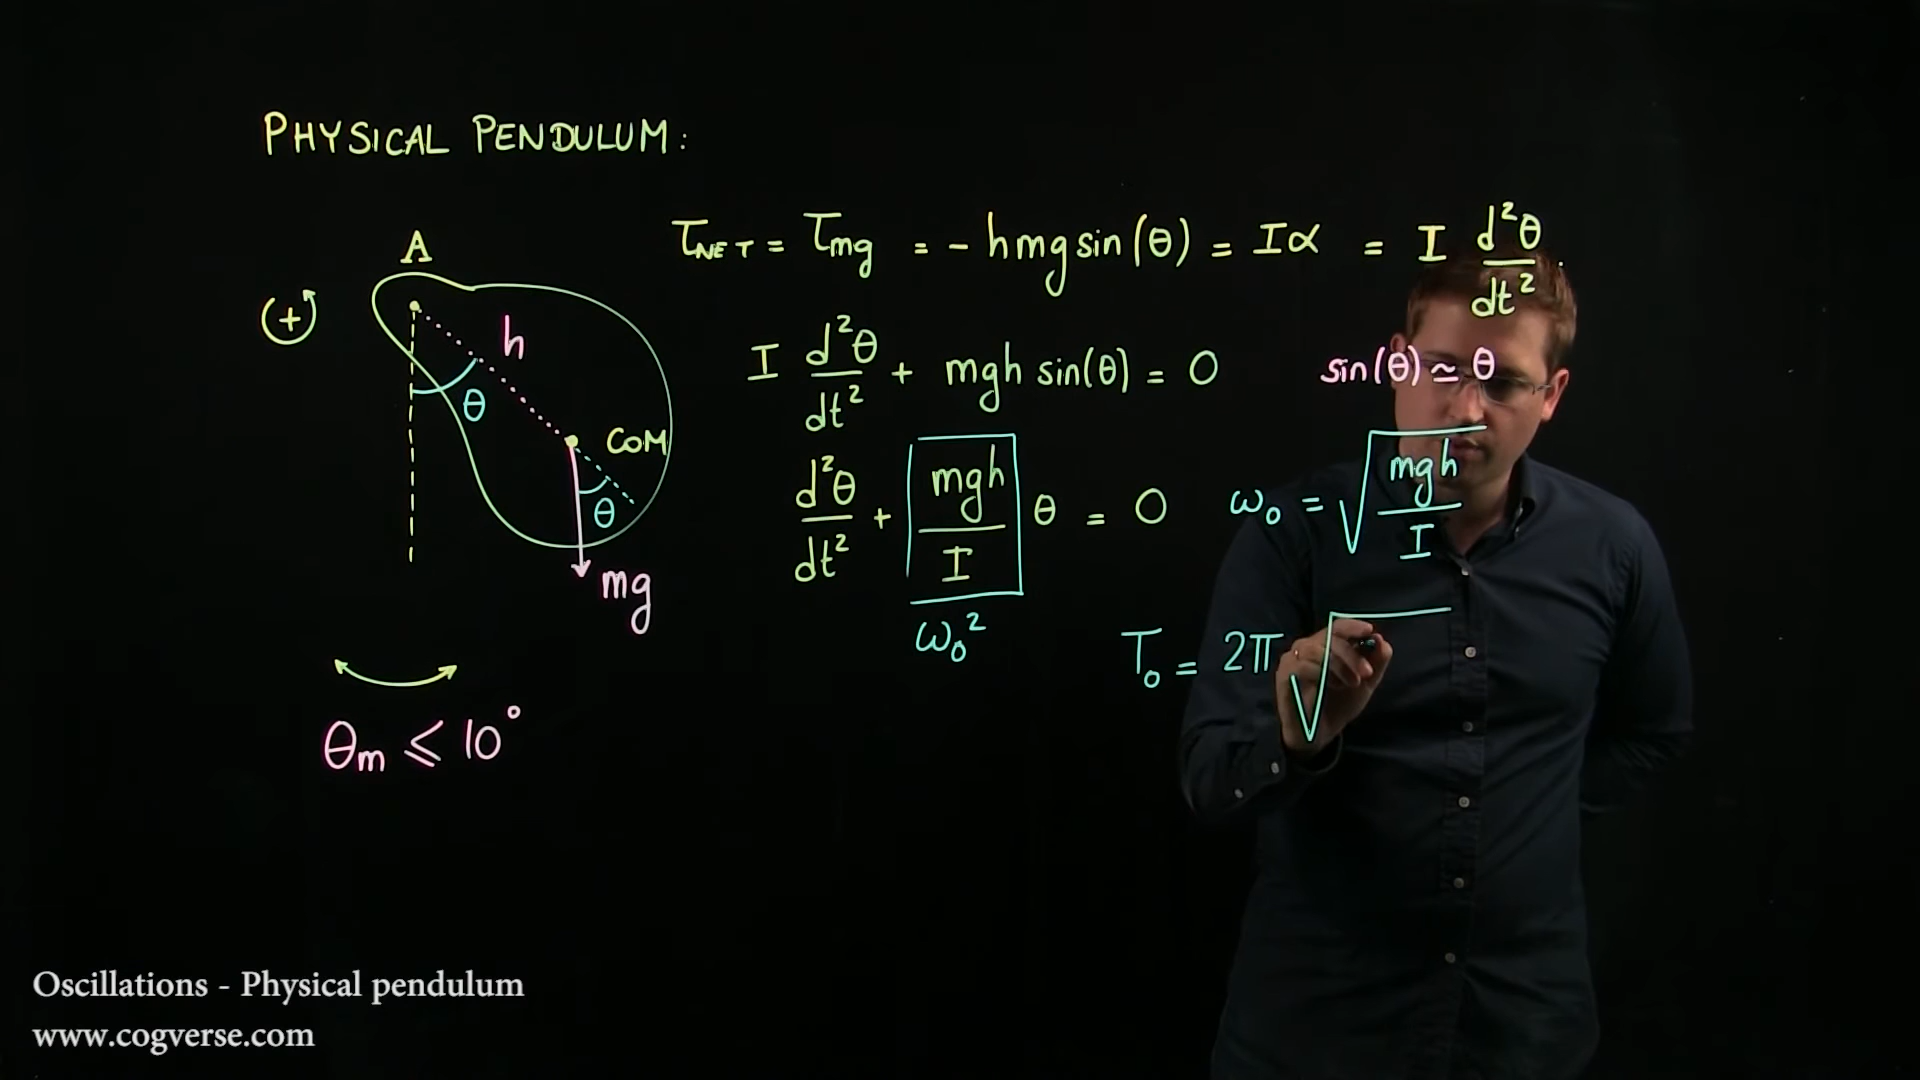 PHYSICAL PENDULUM:
τNET = τmg = - hmg sin(θ) = Iα = I d²θ/dt²
A
(+)
h
θ
COM
θ
mg
I d²θ/dt² + mgh sin(θ) = 0
sin(θ) ≃ θ
d²θ/dt² + mgh/I θ = 0
ω₀ = √(mgh/I)
ω₀²
T₀ = 2π √
θm ⩽ 10°
Oscillations - Physical pendulum
www.cogverse.com